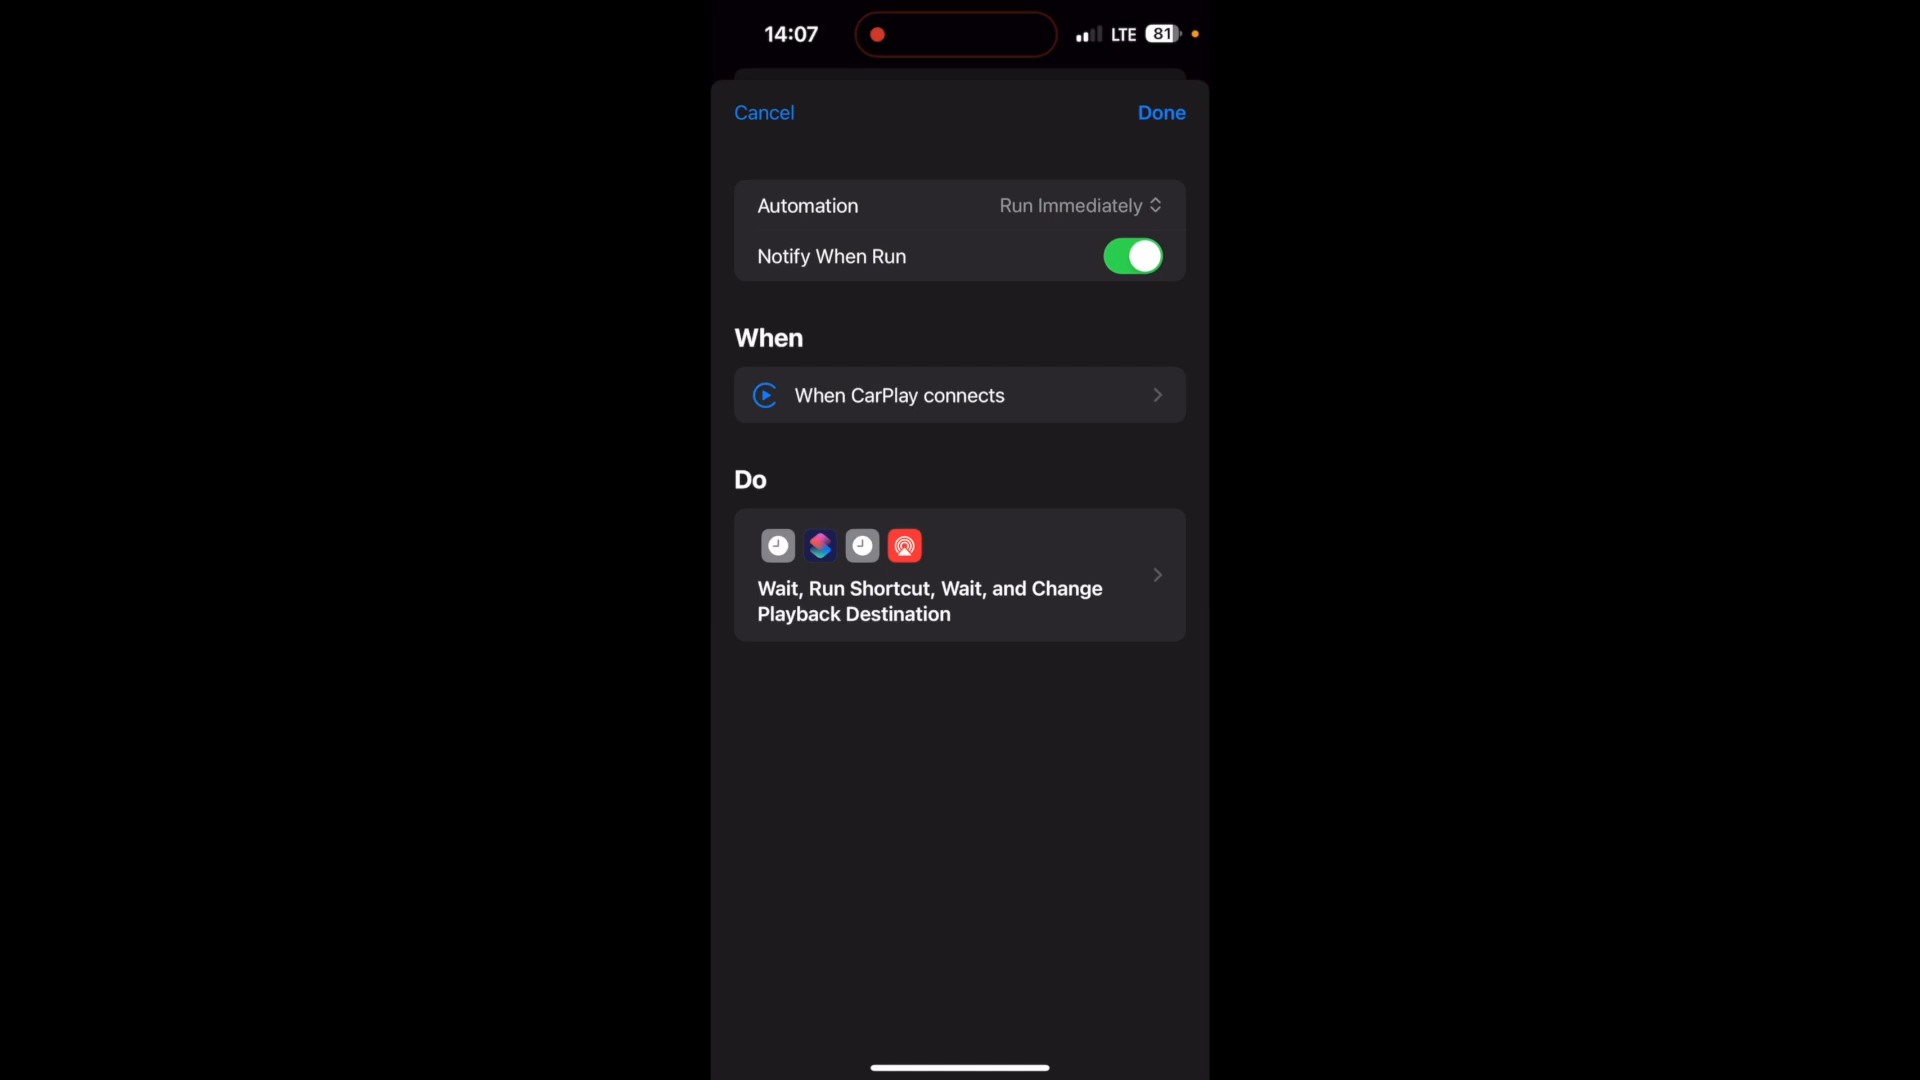 14:07
LTE 81
Cancel
Done
Automation
Run Immediately
Notify When Run
When
When CarPlay connects
Do
Wait, Run Shortcut, Wait, and Change
Playback Destination